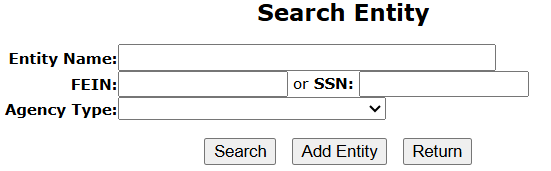 Search Entity
Entity Name:
FEIN: or SSN:
Agency Type:
Search Add Entity Return